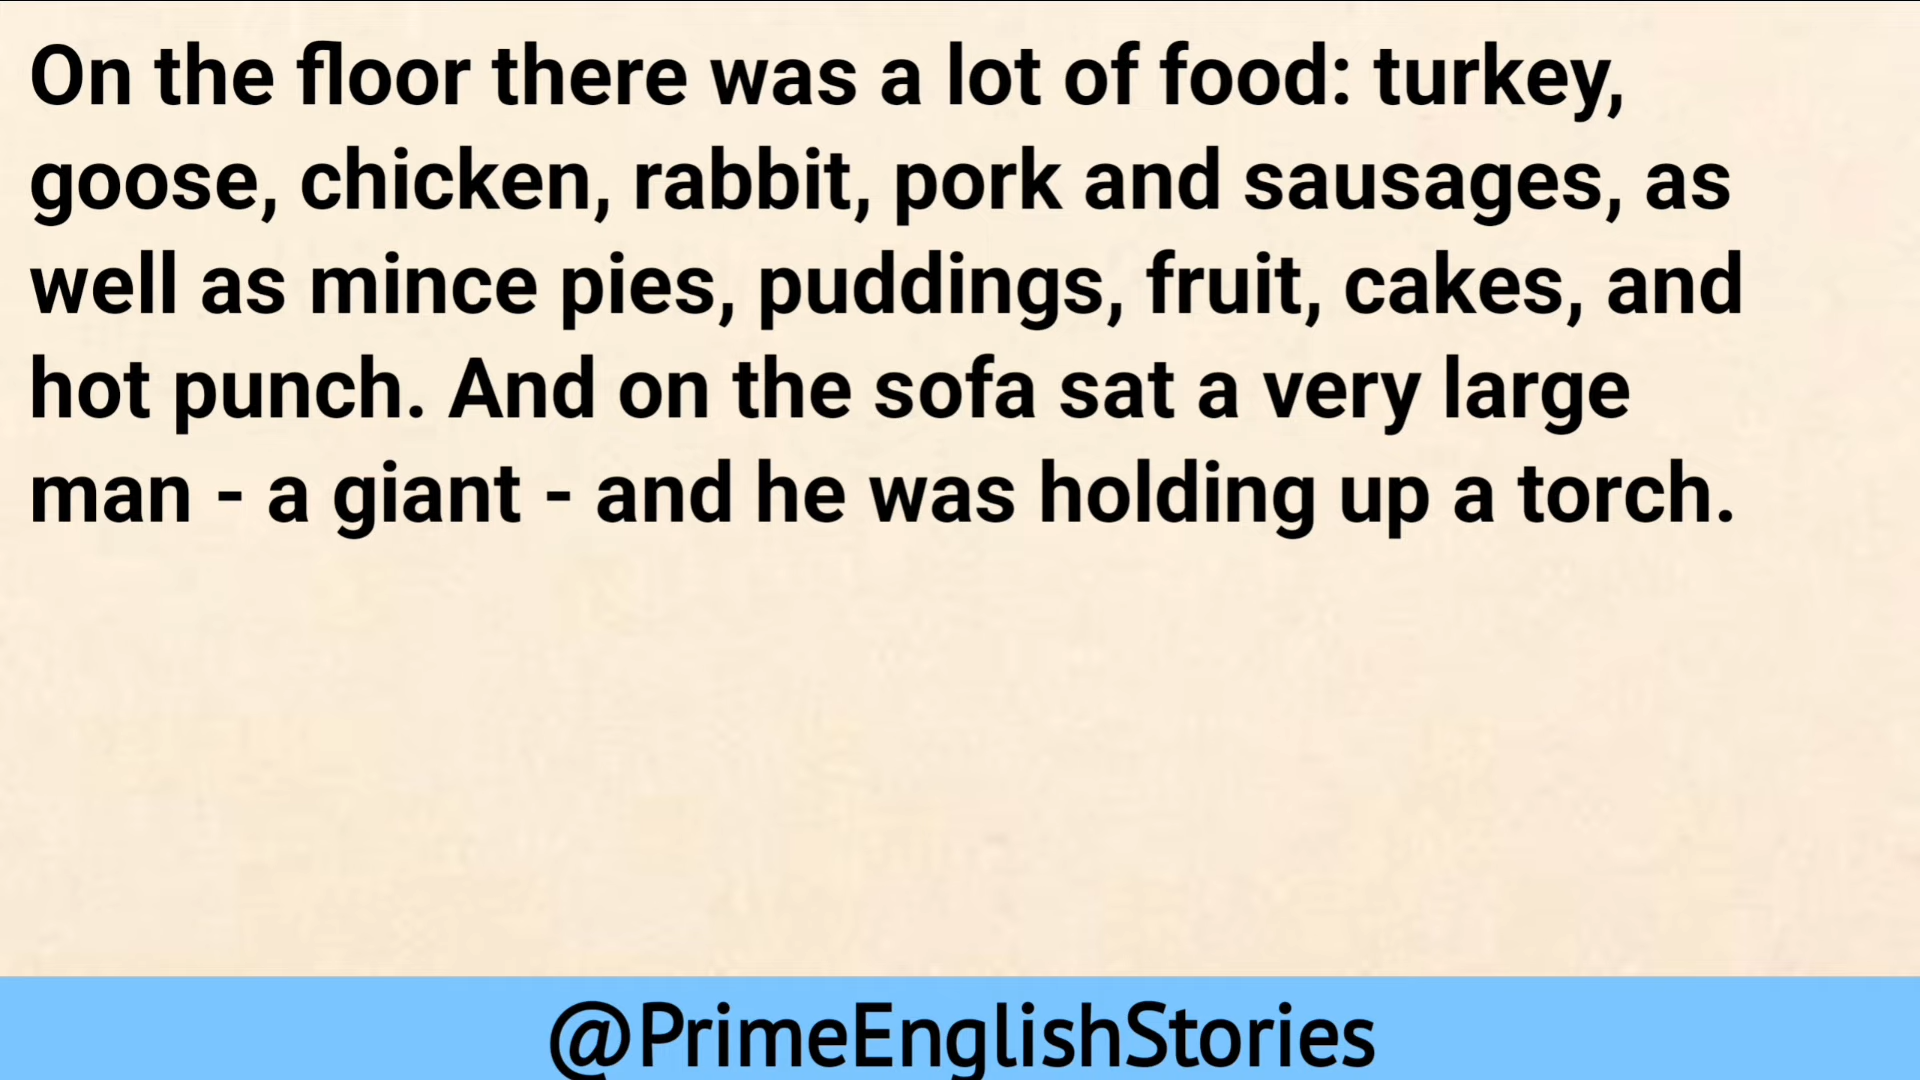 On the floor there was a lot of food: turkey,
goose, chicken, rabbit, pork and sausages, as
well as mince pies, puddings, fruit, cakes, and
hot punch. And on the sofa sat a very large
man - a giant - and he was holding up a torch.
@PrimeEnglishStories